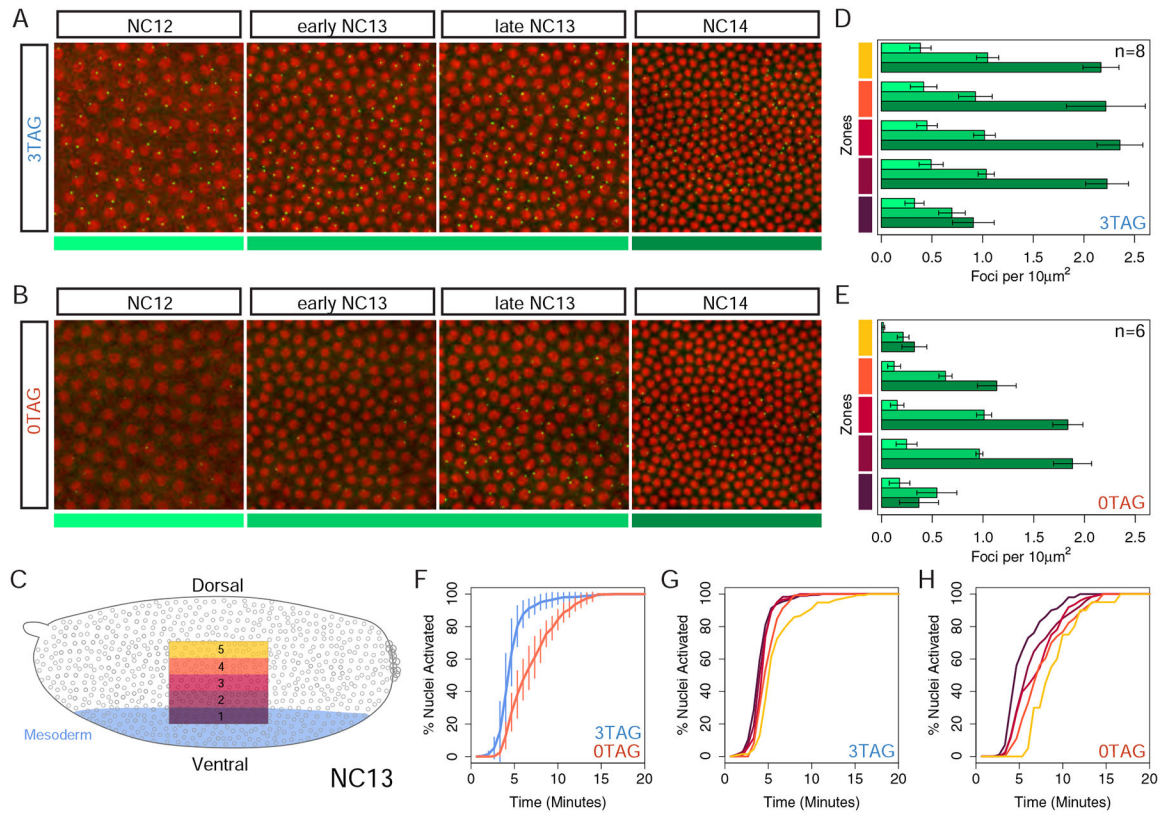 A
NC12
early NC13
late NC13
NC14
3TAG
D
Zones
n=8
3TAG
0.0 0.5 1.0 1.5 2.0 2.5
Foci per 10μm²
B
NC12
early NC13
late NC13
NC14
0TAG
E
Zones
n=6
0TAG
0.0 0.5 1.0 1.5 2.0 2.5
Foci per 10μm²
C
Dorsal
5
4
3
2
1
Mesoderm
Ventral
NC13
F
% Nuclei Activated
100
80
60
40
20
0
3TAG
0TAG
0 5 10 15 20
Time (Minutes)
G
% Nuclei Activated
100
80
60
40
20
0
3TAG
0 5 10 15 20
Time (Minutes)
H
% Nuclei Activated
100
80
60
40
20
0
0TAG
0 5 10 15 20
Time (Minutes)